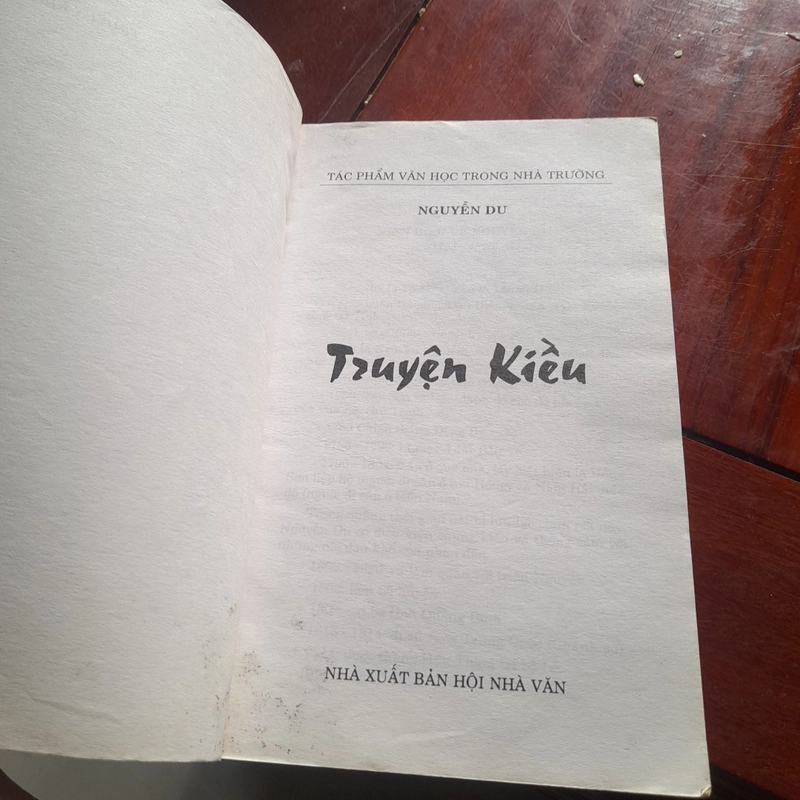 TÁC PHẨM VĂN HỌC TRONG NHÀ TRƯỜNG
NGUYỄN DU
Truyện Kiều
NHÀ XUẤT BẢN HỘI NHÀ VĂN